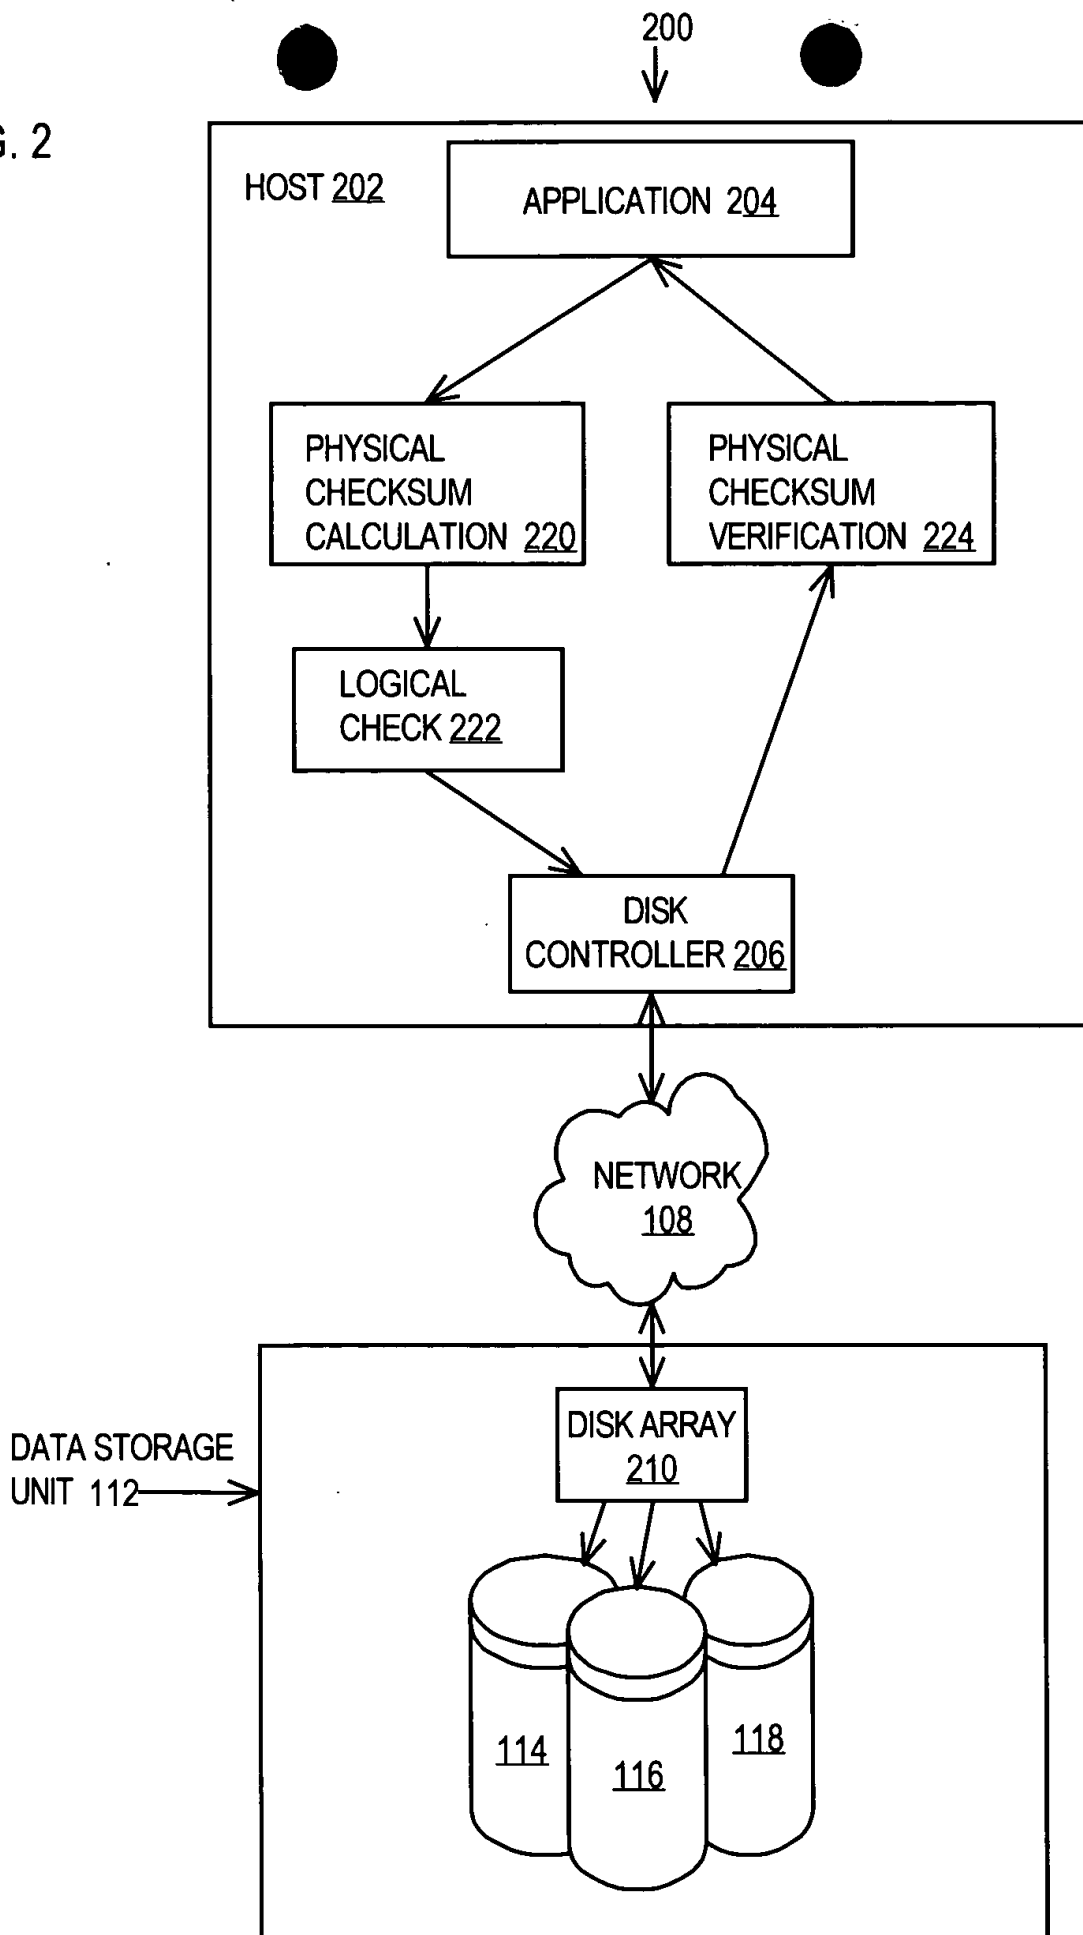 200
. 2
HOST 202
APPLICATION 204
PHYSICAL
CHECKSUM
CALCULATION 220
PHYSICAL
CHECKSUM
VERIFICATION 224
LOGICAL
CHECK 222
DISK
CONTROLLER 206
NETWORK
108
DISK ARRAY
210
DATA STORAGE
UNIT 112
114
116
118